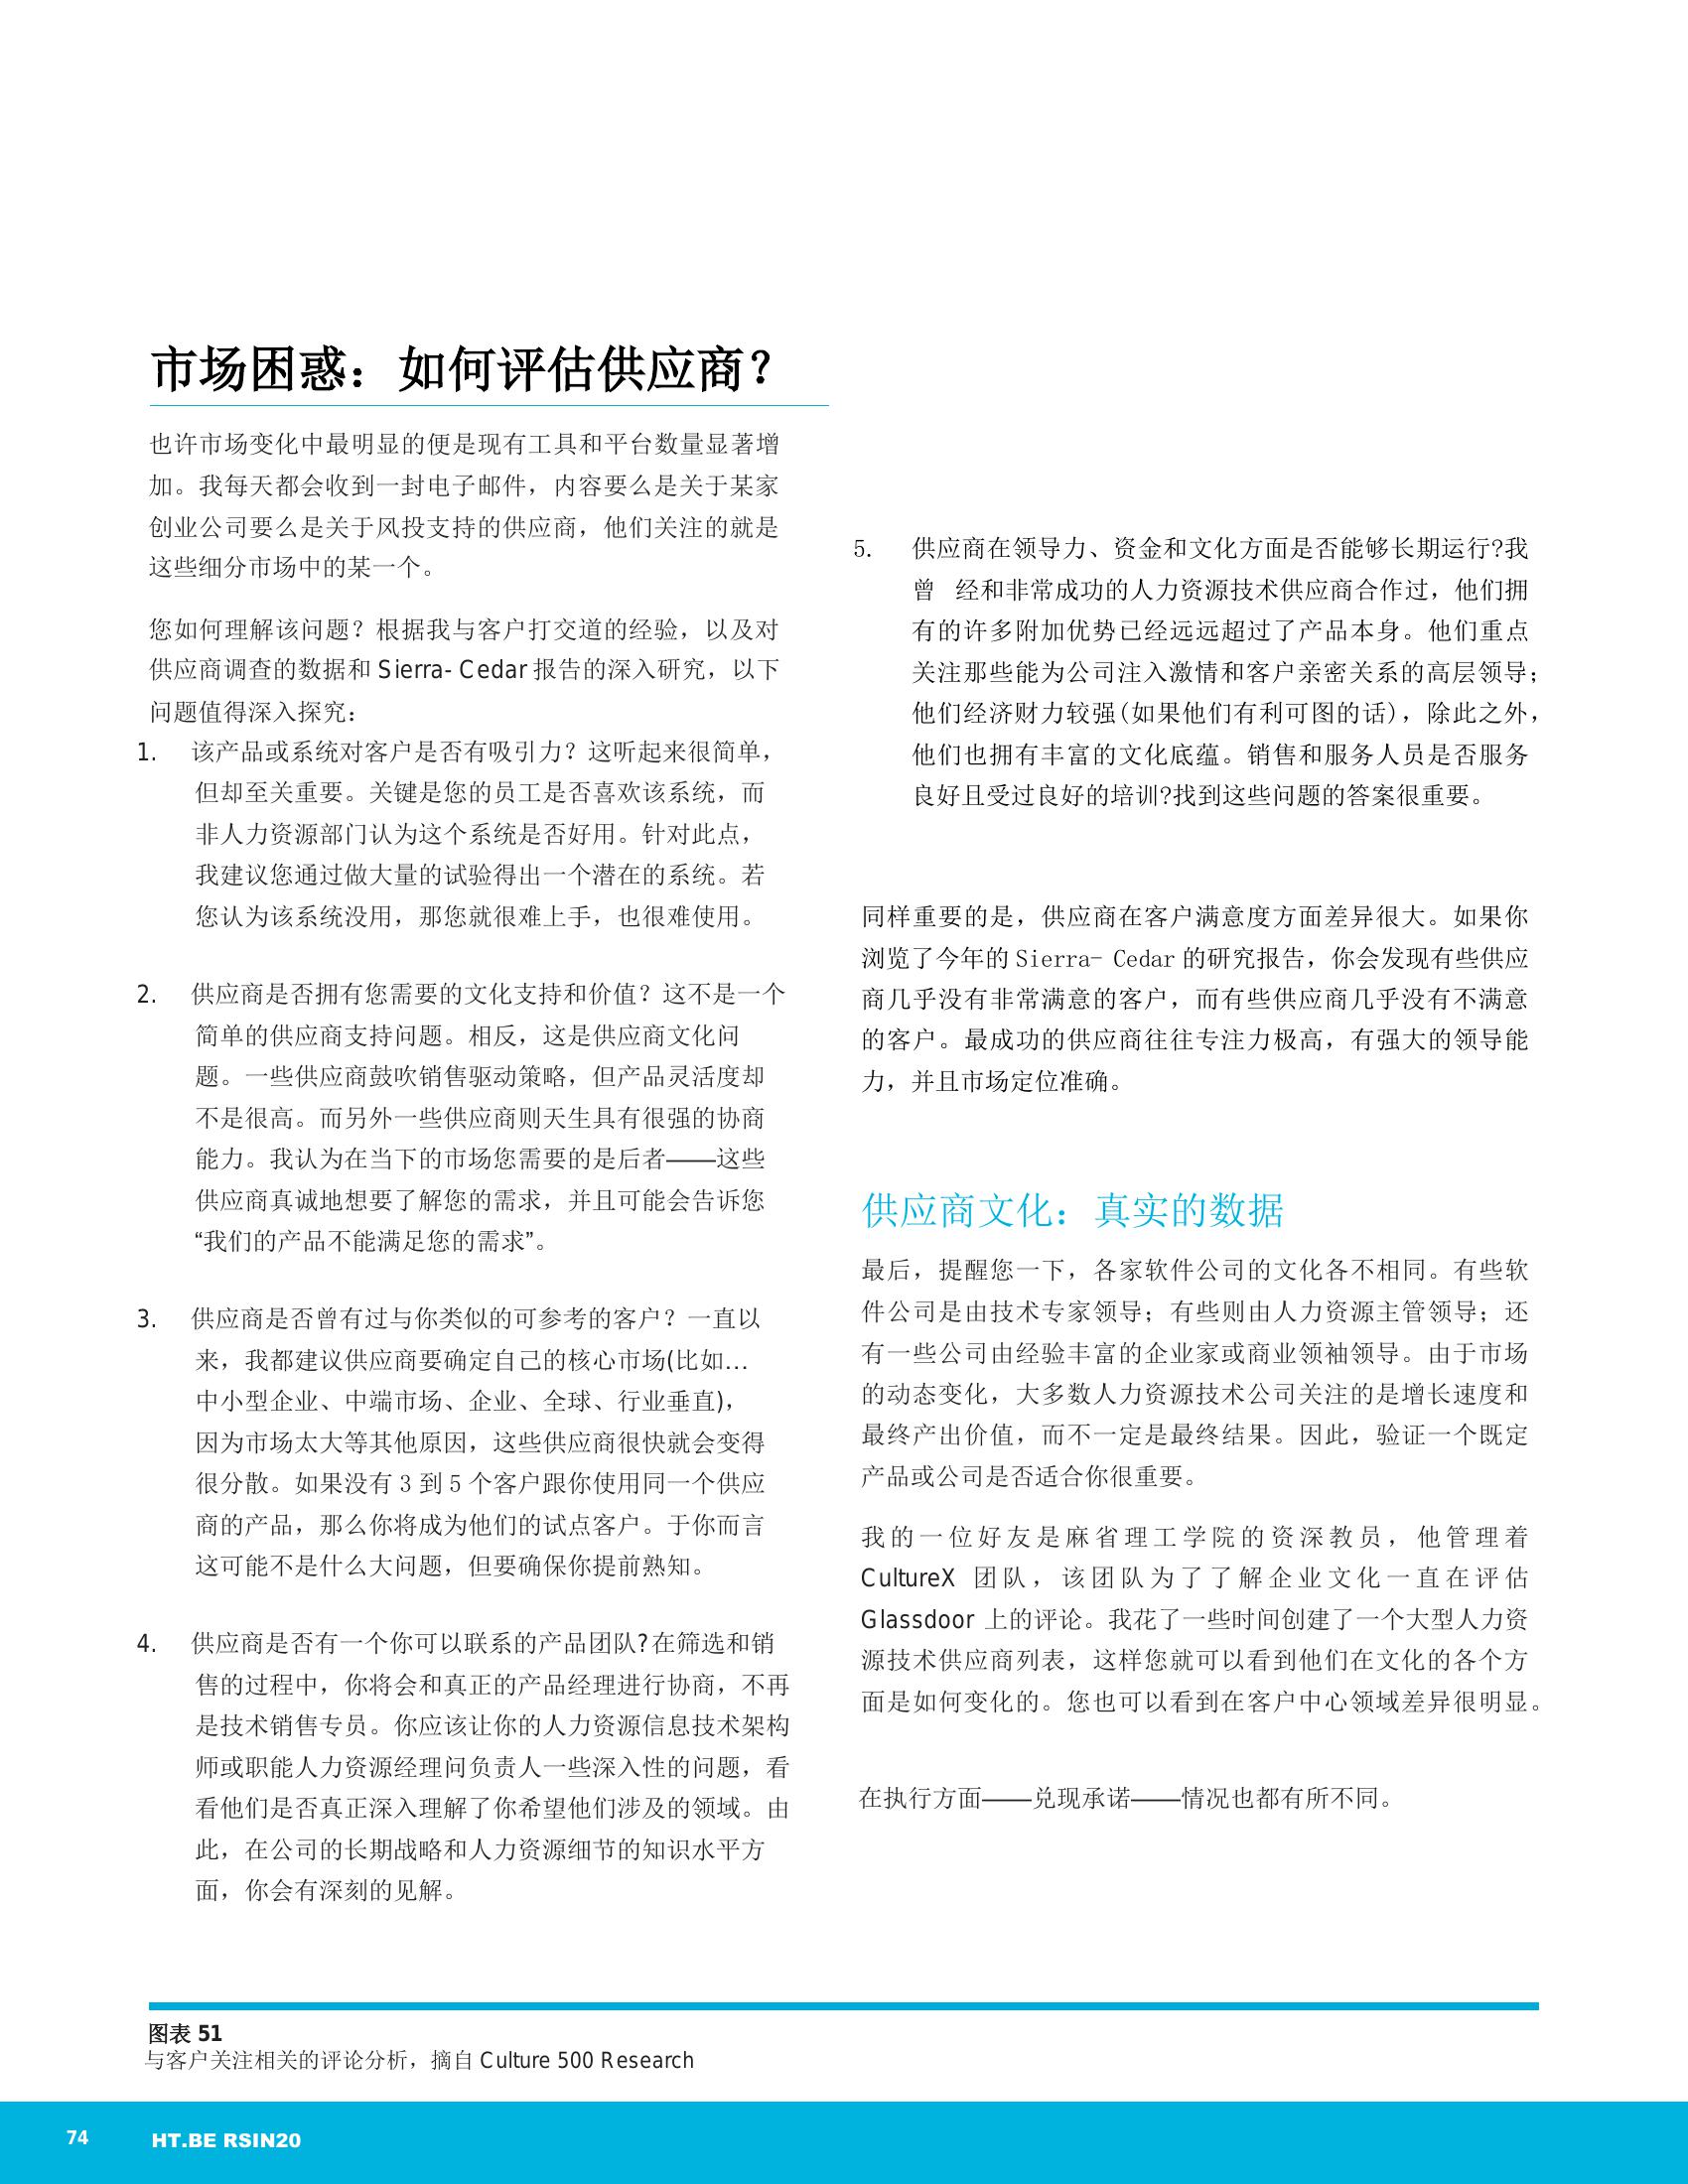 市场困惑：如何评估供应商？
也许市场变化中最明显的便是现有工具和平台数量显著增
加。我每天都会收到一封电子邮件，内容要么是关于某家
创业公司要么是关于风投支持的供应商，他们关注的就是
这些细分市场中的某一个。
您如何理解该问题？根据我与客户打交道的经验，以及对
供应商调查的数据和 Sierra- Cedar 报告的深入研究，以下
问题值得深入探究：
1. 该产品或系统对客户是否有吸引力？这听起来很简单，
但却至关重要。关键是您的员工是否喜欢该系统，而
非人力资源部门认为这个系统是否好用。针对此点，
我建议您通过做大量的试验得出一个潜在的系统。若
您认为该系统没用，那您就很难上手，也很难使用。
2. 供应商是否拥有您需要的文化支持和价值？这不是一个
简单的供应商支持问题。相反，这是供应商文化问
题。一些供应商鼓吹销售驱动策略，但产品灵活度却
不是很高。而另外一些供应商则天生具有很强的协商
能力。我认为在当下的市场您需要的是后者——这些
供应商真诚地想要了解您的需求，并且可能会告诉您
“我们的产品不能满足您的需求”。
3. 供应商是否曾有过与你类似的可参考的客户？一直以
来，我都建议供应商要确定自己的核心市场(比如…
中小型企业、中端市场、企业、全球、行业垂直)，
因为市场太大等其他原因，这些供应商很快就会变得
很分散。如果没有 3 到 5 个客户跟你使用同一个供应
商的产品，那么你将成为他们的试点客户。于你而言
这可能不是什么大问题，但要确保你提前熟知。
4. 供应商是否有一个你可以联系的产品团队?在筛选和销
售的过程中，你将会和真正的产品经理进行协商，不再
是技术销售专员。你应该让你的人力资源信息技术架构
师或职能人力资源经理问负责人一些深入性的问题，看
看他们是否真正深入理解了你希望他们涉及的领域。由
此，在公司的长期战略和人力资源细节的知识水平方
面，你会有深刻的见解。
5. 供应商在领导力、资金和文化方面是否能够长期运行?我
曾 经和非常成功的人力资源技术供应商合作过，他们拥
有的许多附加优势已经远远超过了产品本身。他们重点
关注那些能为公司注入激情和客户亲密关系的高层领导；
他们经济财力较强(如果他们有利可图的话)，除此之外，
他们也拥有丰富的文化底蕴。销售和服务人员是否服务
良好且受过良好的培训?找到这些问题的答案很重要。
同样重要的是，供应商在客户满意度方面差异很大。如果你
浏览了今年的 Sierra- Cedar 的研究报告，你会发现有些供应
商几乎没有非常满意的客户，而有些供应商几乎没有不满意
的客户。最成功的供应商往往专注力极高，有强大的领导能
力，并且市场定位准确。
供应商文化：真实的数据
最后，提醒您一下，各家软件公司的文化各不相同。有些软
件公司是由技术专家领导；有些则由人力资源主管领导；还
有一些公司由经验丰富的企业家或商业领袖领导。由于市场
的动态变化，大多数人力资源技术公司关注的是增长速度和
最终产出价值，而不一定是最终结果。因此，验证一个既定
产品或公司是否适合你很重要。
我的一位好友是麻省理工学院的资深教员，他管理着
CultureX 团队，该团队为了了解企业文化一直在评估
Glassdoor 上的评论。我花了一些时间创建了一个大型人力资
源技术供应商列表，这样您就可以看到他们在文化的各个方
面是如何变化的。您也可以看到在客户中心领域差异很明显。
在执行方面——兑现承诺——情况也都有所不同。
图表 51
与客户关注相关的评论分析，摘自 Culture 500 Research
74 HT.BE RSIN20